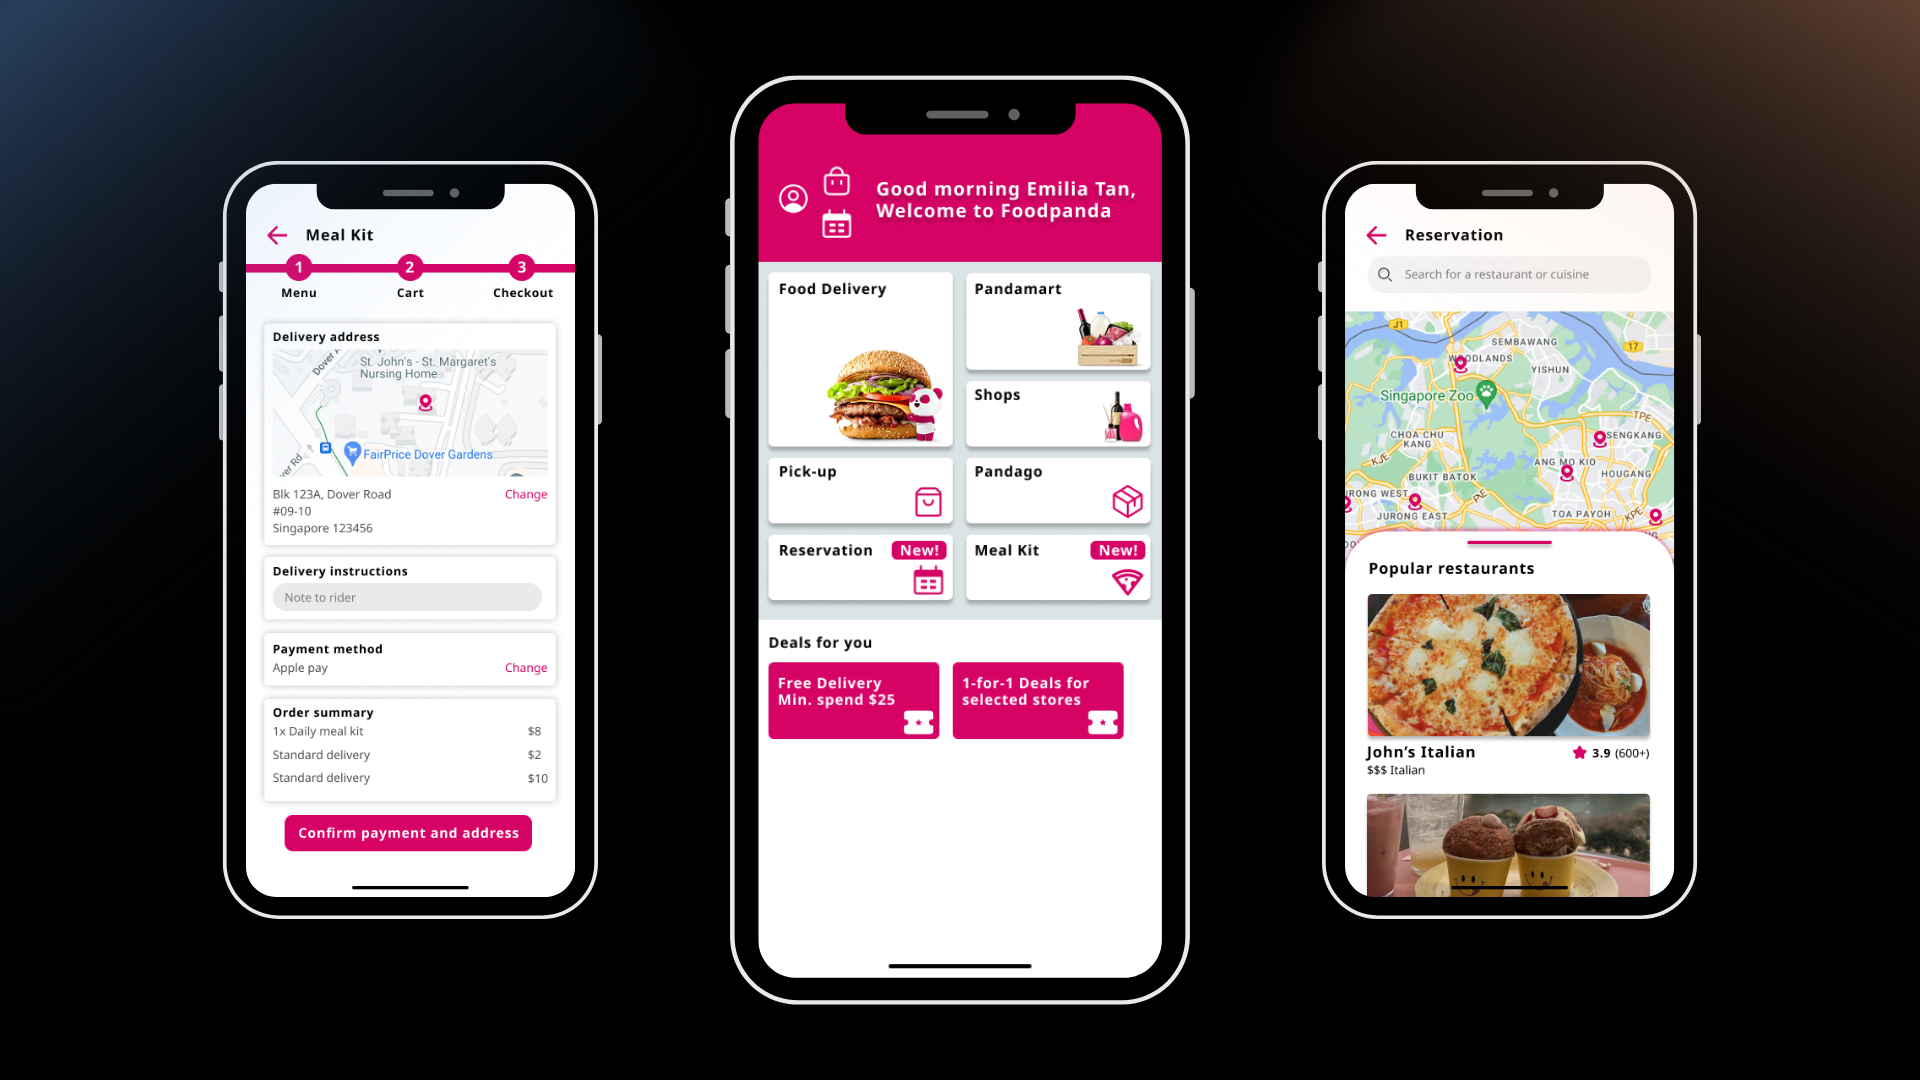 Meal Kit
1
2
3
Menu
Cart
Checkout
Delivery address
Dover
St. John's - St. Margaret's
Nursing Home
FairPrice Dover Gardens
ver Rd
Blk 123A, Dover Road
Change
#09-10
Singapore 123456
Delivery instructions
Note to rider
Payment method
Apple pay
Change
Order summary
1x Daily meal kit
$8
Standard delivery
$2
Standard delivery
$10
Confirm payment and address
Good morning Emilia Tan,
Welcome to Foodpanda
Food Delivery
Pandamart
Shops
Pick-up
Pandago
Reservation
New!
Meal Kit
New!
Deals for you
Free Delivery
Min. spend $25
1-for-1 Deals for
selected stores
Reservation
Search for a restaurant or cuisine
J1
SEMBAWANG
17
WOODLANDS
YISHUN
Singapore Zoo
TPE
CHOA CHU
KANG
SENGKANG
KJE
ANG MO KIO
HOUGANG
BUKIT BATOK
PIE
JRONG WEST
JURONG EAST
TOA PAYOH
KPE
Popular restaurants
John's Italian
3.9 (600+)
$$$ Italian